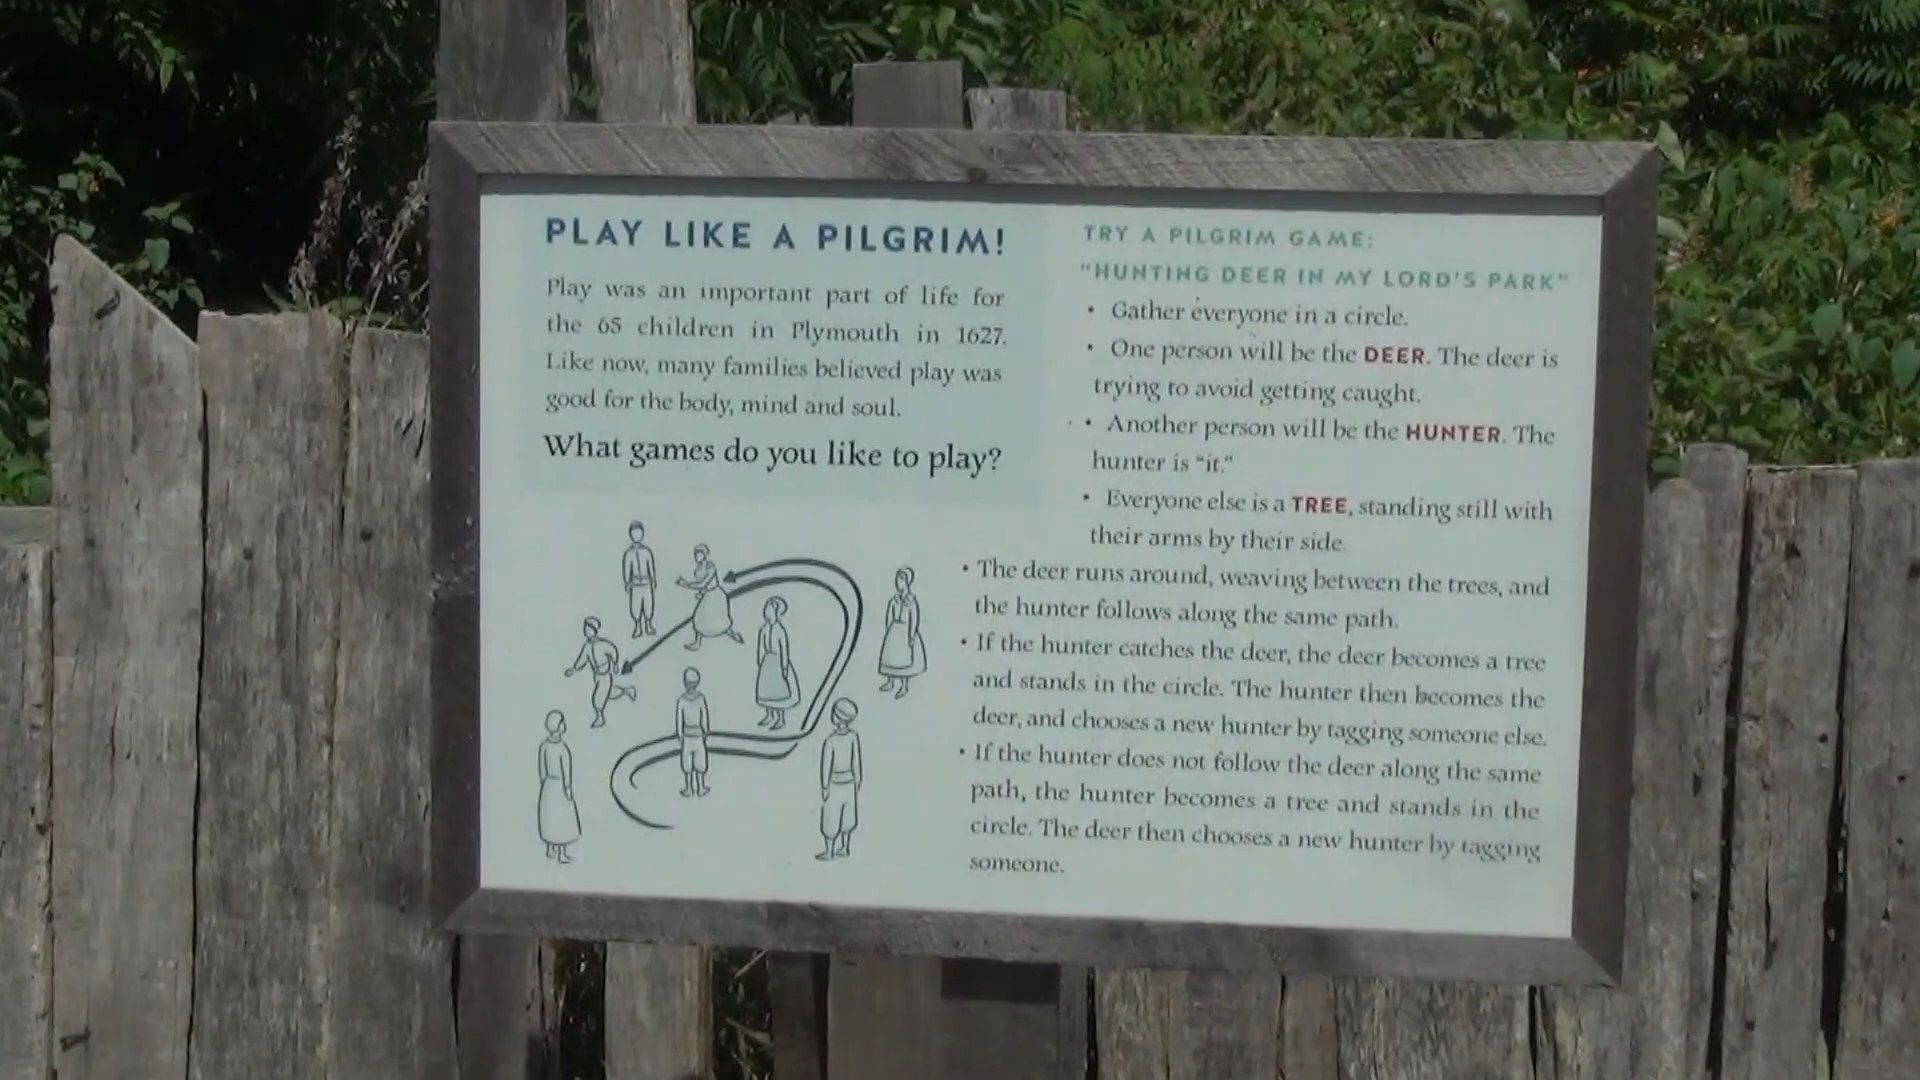 PLAY LIKE A PILGRIM!
Play was an important part of life for
the 65 children in Plymouth in 1627.
Like now, many families believed play was
good for the body, mind and soul.
What games do you like to play?
TRY A PILGRIM GAME:
"HUNTING DEER IN MY LORD'S PARK"
• Gather everyone in a circle.
• One person will be the DEER. The deer is
trying to avoid getting caught.
• Another person will be the HUNTER. The
hunter is "it."
• Everyone else is a TREE, standing still with
their arms by their side.
• The deer runs around, weaving between the trees, and
the hunter follows along the same path.
• If the hunter catches the deer, the deer becomes a tree
and stands in the circle. The hunter then becomes the
deer, and chooses a new hunter by tagging someone else.
• If the hunter does not follow the deer along the same
path, the hunter becomes a tree and stands in the
circle. The deer then chooses a new hunter by tagging
someone.